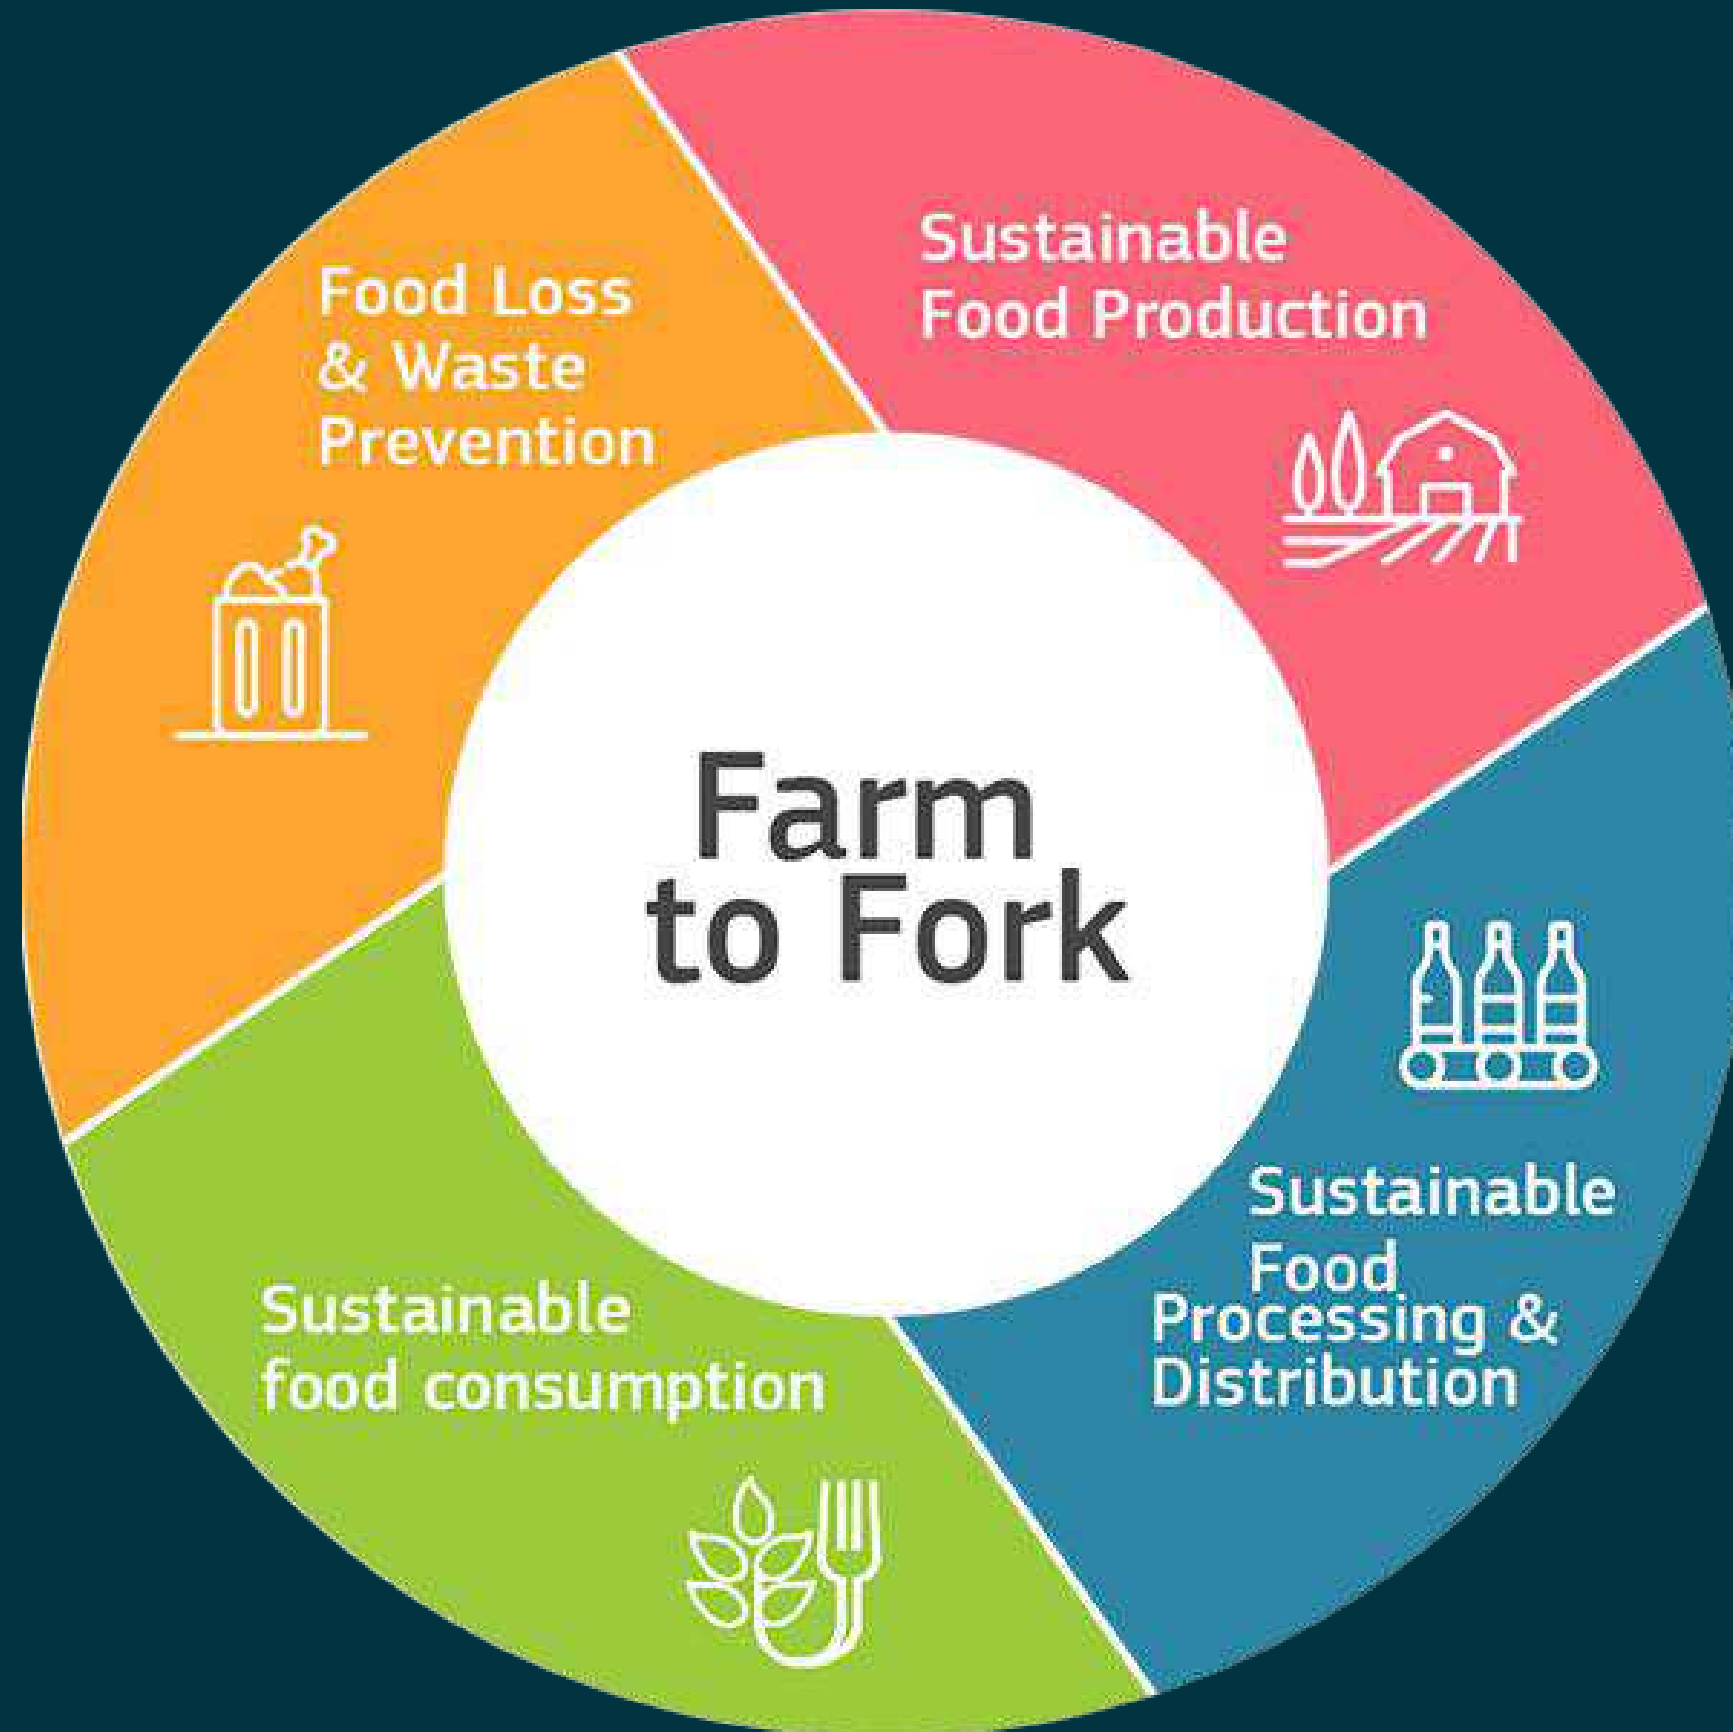 Food Loss
& Waste
Prevention
Sustainable
Food Production
Farm
to Fork
Sustainable
Food
Processing &
Distribution
Sustainable
food consumption